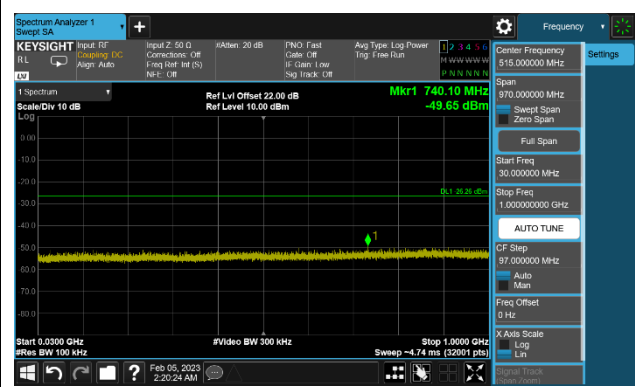 Spectrum Analyzer 1
Swept SA
Frequency
KEYSIGHT
Input: RF
Input Z: 50 Ω
#Atten: 20 dB
PNO: Fast
Avg Type: Log-Power
1 2 3 4 5 6
RL
Coupling: DC
Corrections: Off
Gate: Off
Trig: Free Run
M W W W W W
Align: Auto
Freq Ref: Int (S)
IF Gain: Low
P N N N N N
LXI
NFE: Off
Sig Track: Off
Center Frequency
515.000000 MHz
Settings
Span
970.000000 MHz
Swept Span
Zero Span
Full Span
Start Freq
30.000000 MHz
Stop Freq
1.000000000 GHz
AUTO TUNE
CF Step
97.000000 MHz
Auto
Man
Freq Offset
0 Hz
X Axis Scale
Log
Lin
Signal Track
(Span Zoom)
1 Spectrum
Scale/Div 10 dB
Log
Ref Lvl Offset 22.00 dB
Ref Level 10.00 dBm
Mkr1 740.10 MHz
-49.65 dBm
0.00
-10.0
-20.0
-30.0
-40.0
-50.0
-60.0
-70.0
-80.0
DL1 -26.26 dBm
1
Start 0.0300 GHz
#Video BW 300 kHz
Stop 1.0000 GHz
#Res BW 100 kHz
Sweep ~4.74 ms (32001 pts)
?
Feb 05, 2023
2:20:24 AM